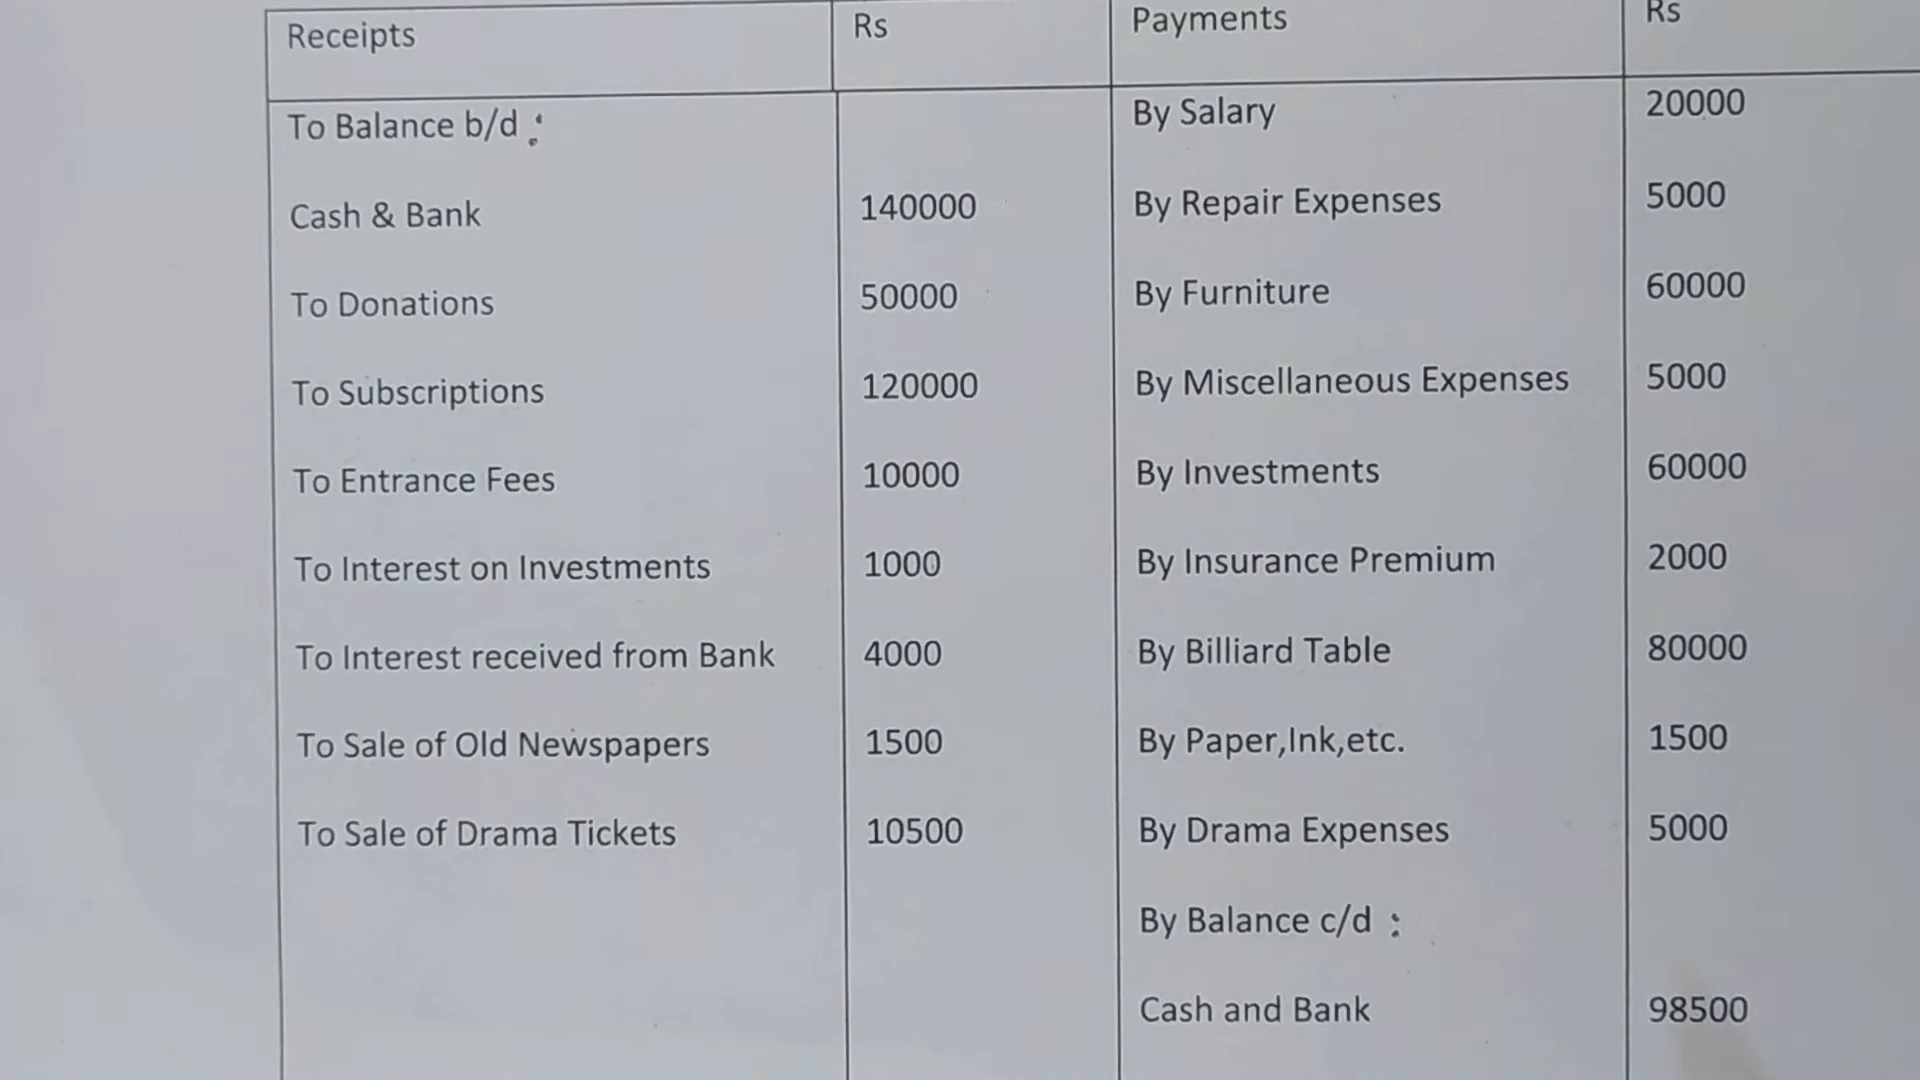 Receipts Rs Payments Rs
To Balance b/d : By Salary 20000
Cash & Bank 140000 By Repair Expenses 5000
To Donations 50000 By Furniture 60000
To Subscriptions 120000 By Miscellaneous Expenses 5000
To Entrance Fees 10000 By Investments 60000
To Interest on Investments 1000 By Insurance Premium 2000
To Interest received from Bank 4000 By Billiard Table 80000
To Sale of Old Newspapers 1500 By Paper,Ink,etc. 1500
To Sale of Drama Tickets 10500 By Drama Expenses 5000
By Balance c/d :
Cash and Bank 98500